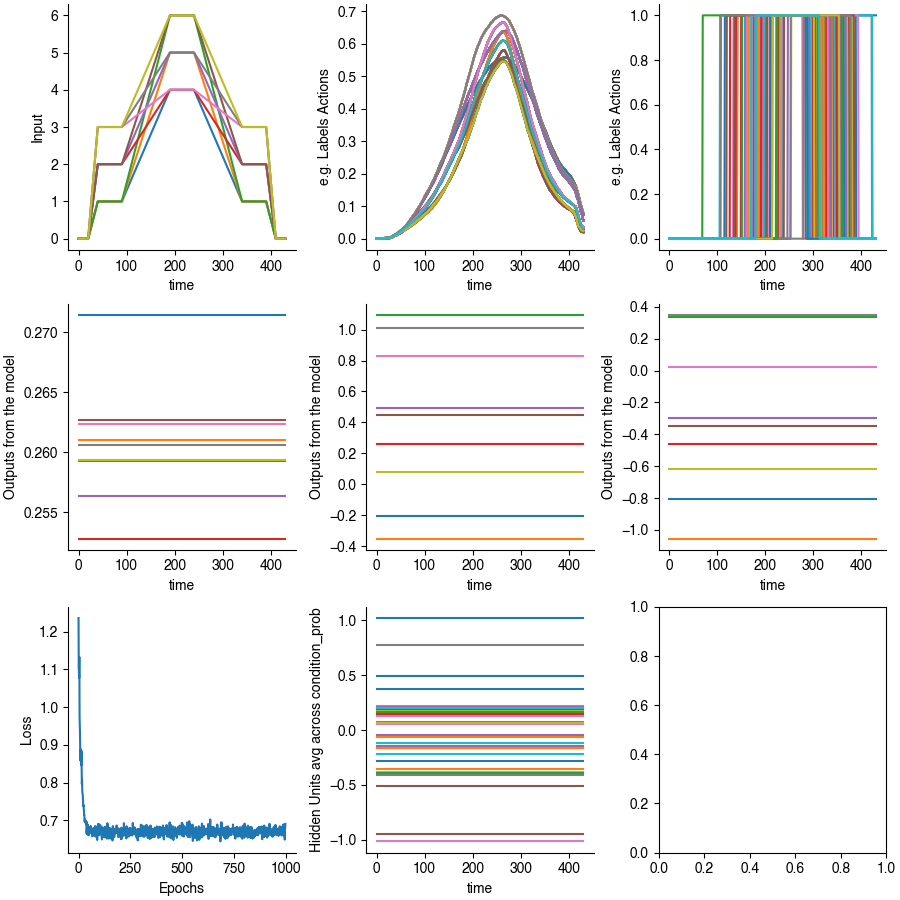 6
5
4
3
2
1
0
Input
0 100 200 300 400
time
0.7
0.6
0.5
0.4
0.3
0.2
0.1
0.0
e.g. Labels Actions
0 100 200 300 400
time
1.0
0.8
0.6
0.4
0.2
0.0
e.g. Labels Actions
0 100 200 300 400
time
0.270
0.265
0.260
0.255
Outputs from the model
0 100 200 300 400
time
1.0
0.8
0.6
0.4
0.2
0.0
−0.2
−0.4
Outputs from the model
0 100 200 300 400
time
0.4
0.2
0.0
−0.2
−0.4
−0.6
−0.8
−1.0
Outputs from the model
0 100 200 300 400
time
1.2
1.1
1.0
0.9
0.8
0.7
Loss
0 250 500 750 1000
Epochs
1.0
0.5
0.0
−0.5
−1.0
Hidden Units avg across condition_prob
0 100 200 300 400
time
1.0
0.8
0.6
0.4
0.2
0.0
0.0 0.2 0.4 0.6 0.8 1.0